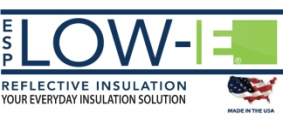 ESP LOW-E®
REFLECTIVE INSULATION
YOUR EVERYDAY INSULATION SOLUTION
MADE IN THE USA